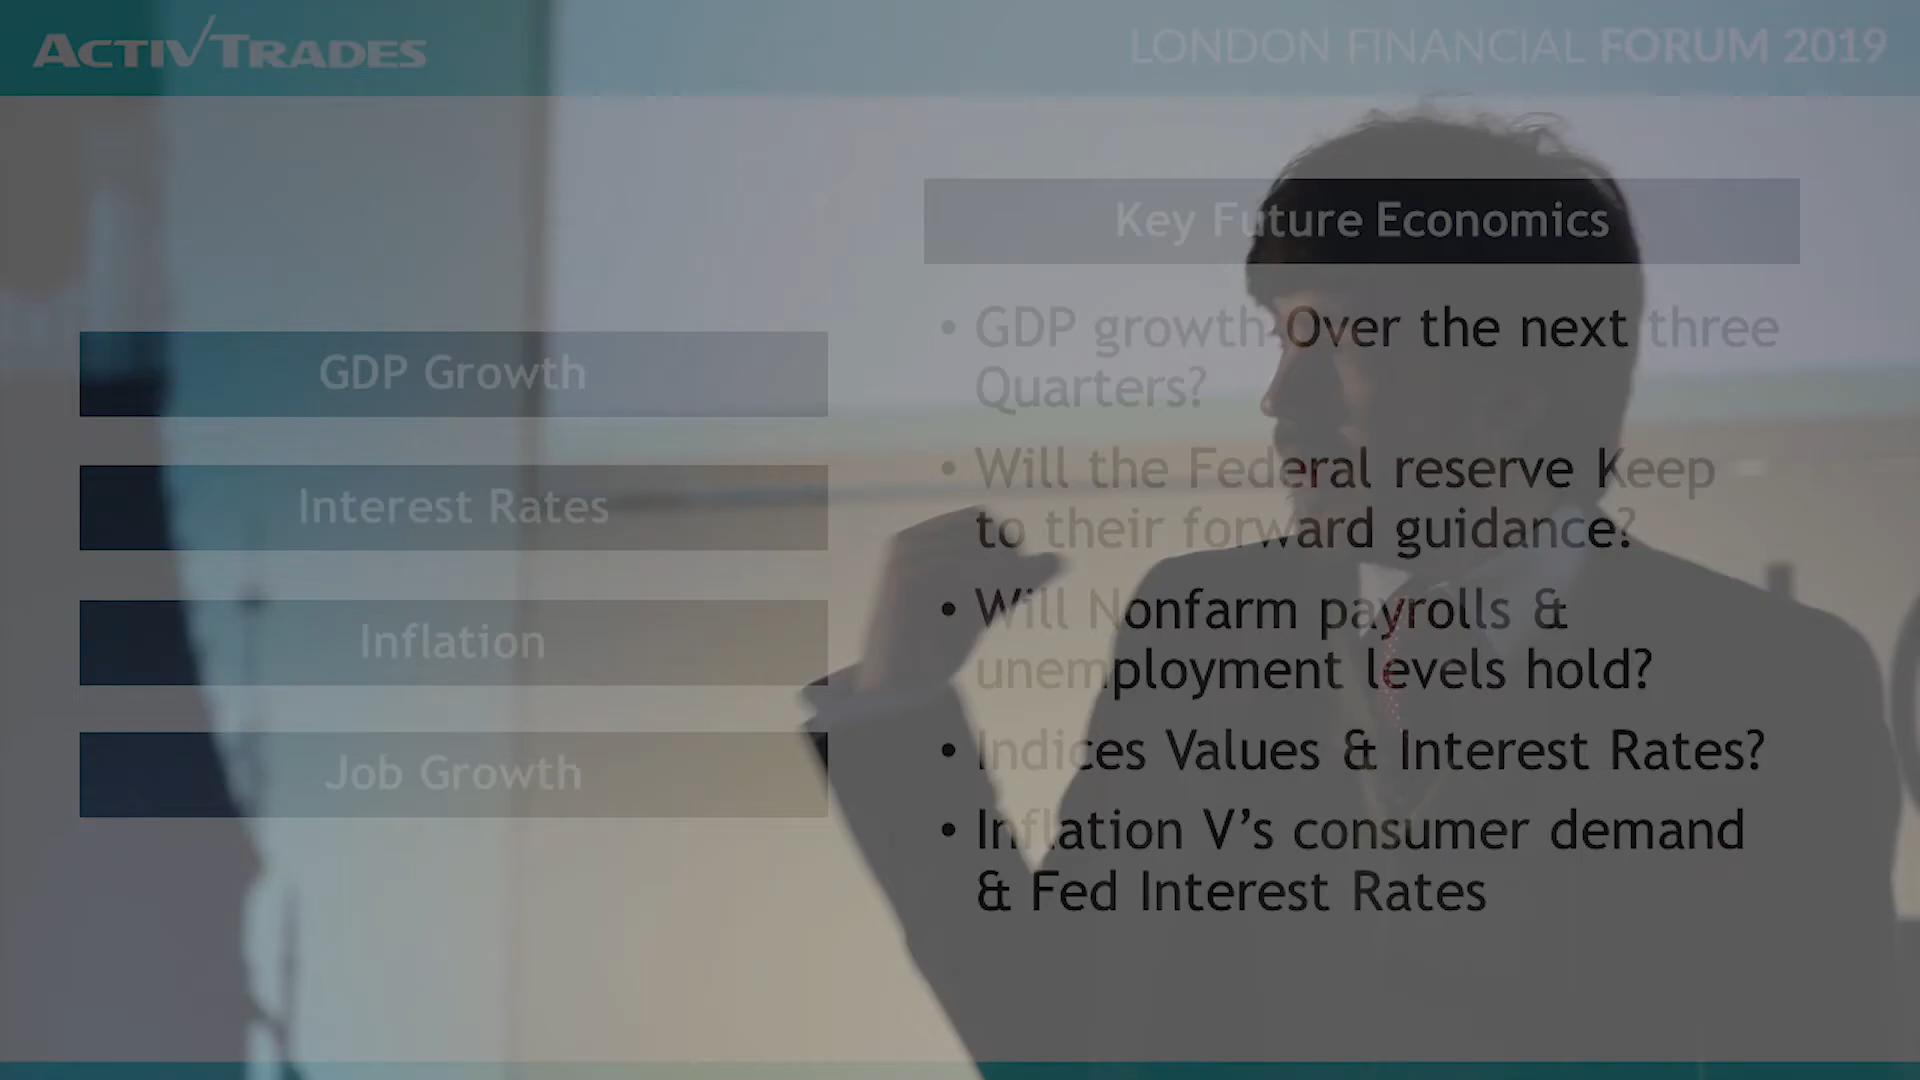 ACTIVTRADES
LONDON FINANCIAL FORUM 2019
GDP Growth
Interest Rates
Inflation
Job Growth
Key Future Economics
• GDP growth Over the next three
Quarters?
• Will the Federal reserve Keep
to their forward guidance?
• Will Nonfarm payrolls &
unemployment levels hold?
• Indices Values & Interest Rates?
• Inflation V’s consumer demand
& Fed Interest Rates